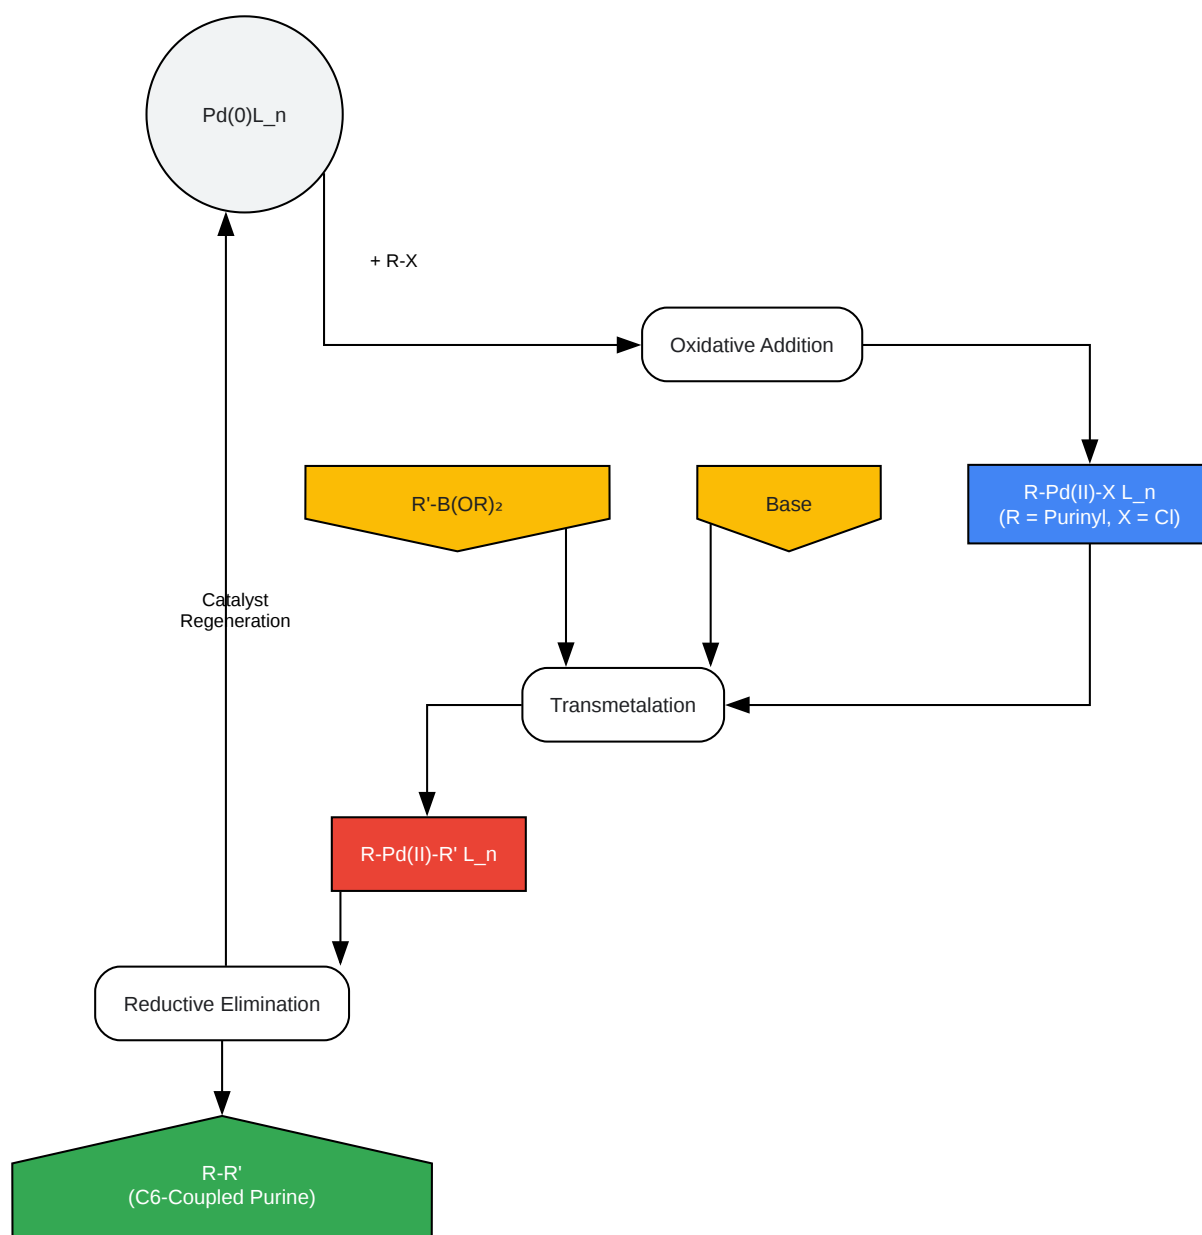 Pd(0)L_n
+ R-X
Oxidative Addition
R'-B(OR)₂
Base
R-Pd(II)-X L_n
(R = Purinyl, X = Cl)
Catalyst
Regeneration
Transmetalation
R-Pd(II)-R' L_n
Reductive Elimination
R-R'
(C6-Coupled Purine)